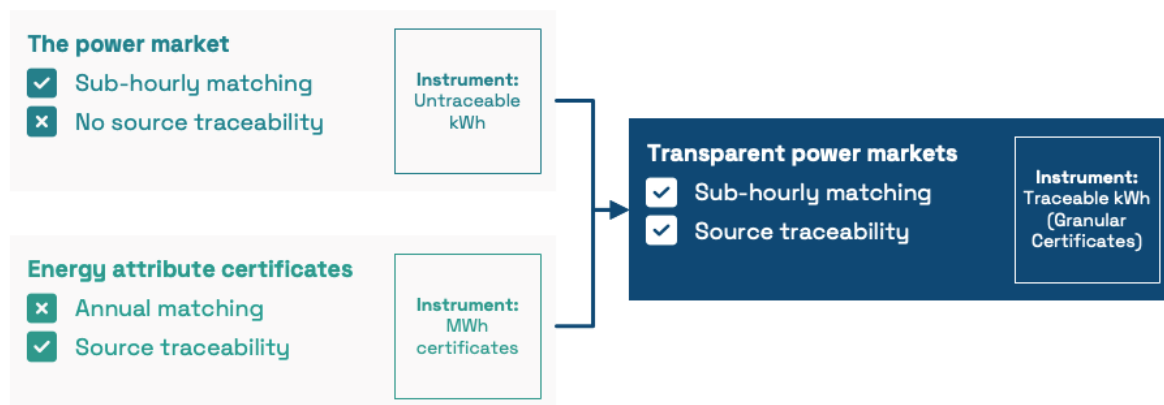 The power market
Sub-hourly matching
No source traceability
Instrument:
Untraceable
kWh
Energy attribute certificates
Annual matching
Source traceability
Instrument:
MWh
certificates
Transparent power markets
Sub-hourly matching
Source traceability
Instrument:
Traceable kWh
(Granular
Certificates)